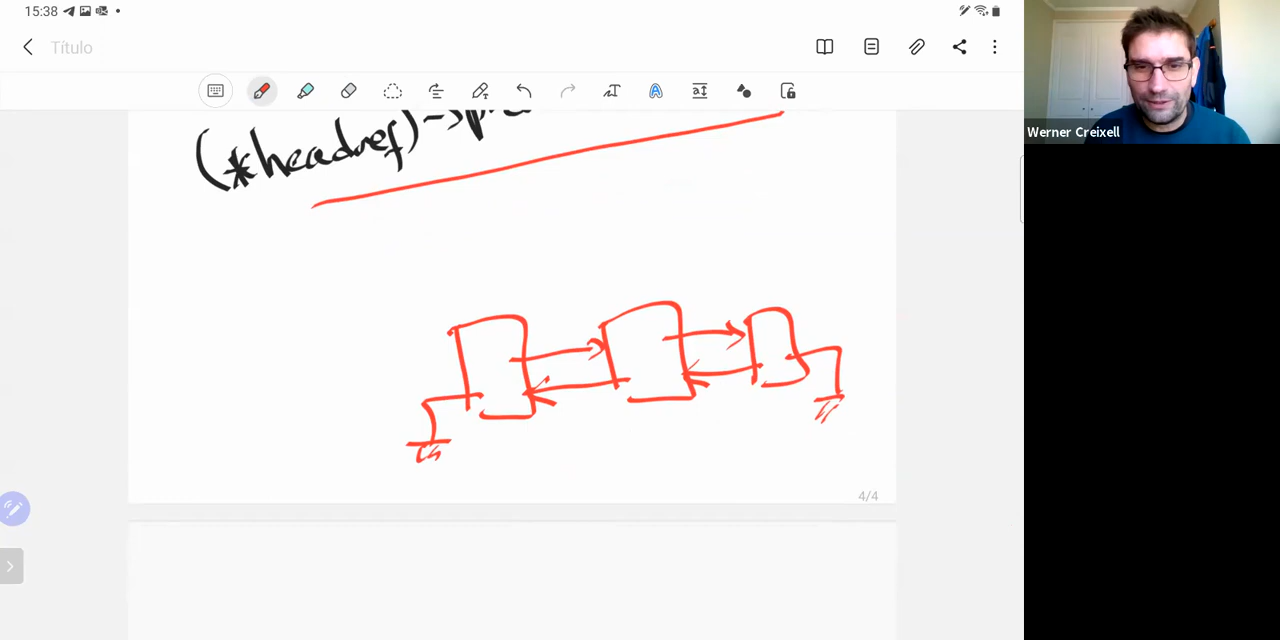 15:38
Título
(*headref)->
Werner Creixell
4/4